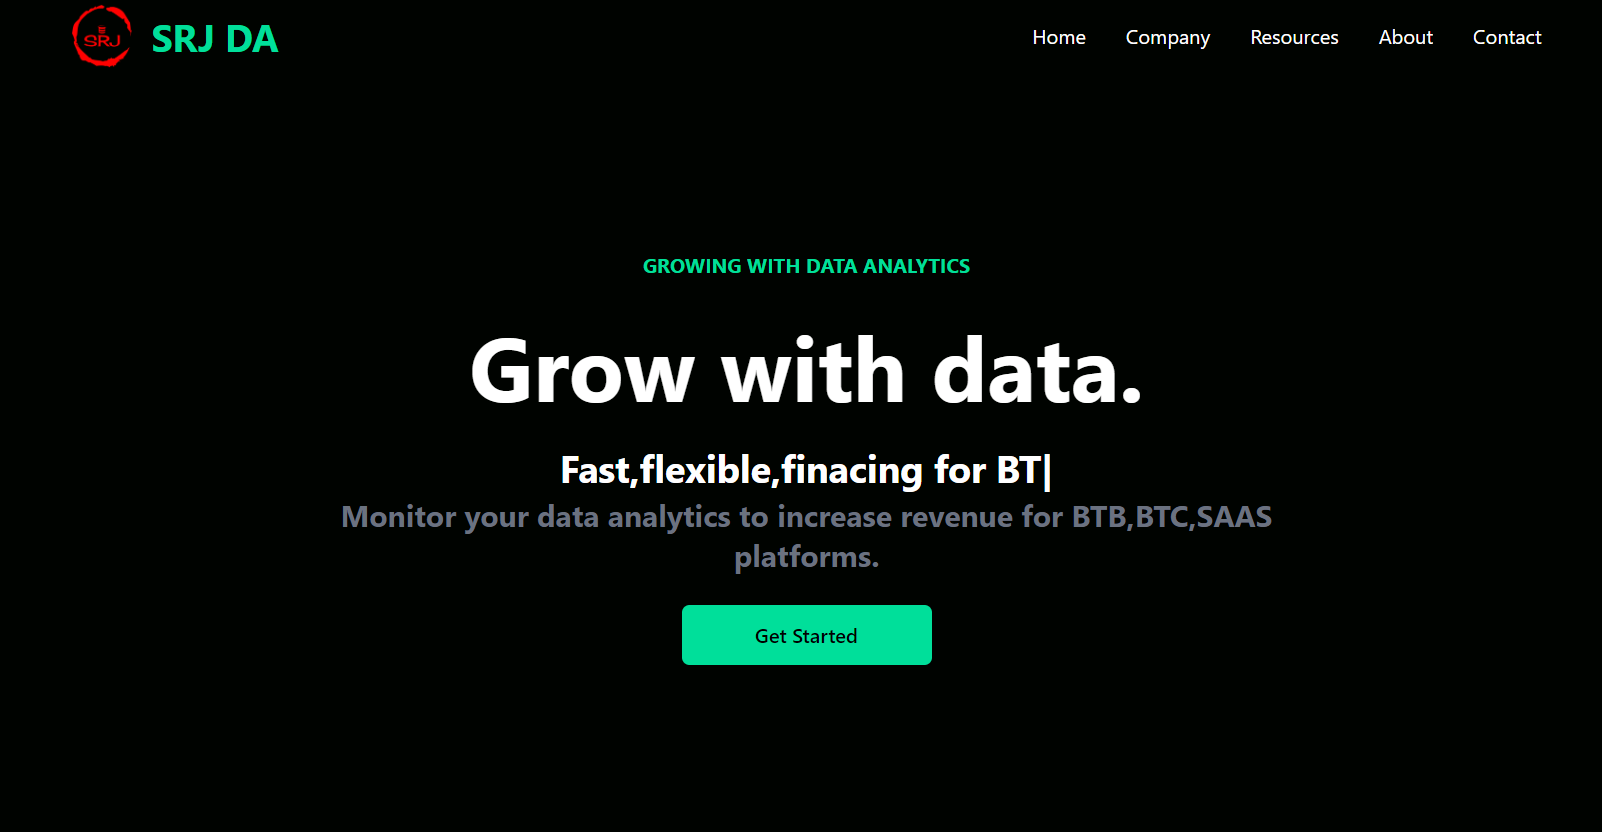 SRJ
SRJ DA
Home
Company
Resources
About
Contact
GROWING WITH DATA ANALYTICS
Grow with data.
Fast,flexible,finacing for BT|
Monitor your data analytics to increase revenue for BTB,BTC,SAAS
platforms.
Get Started